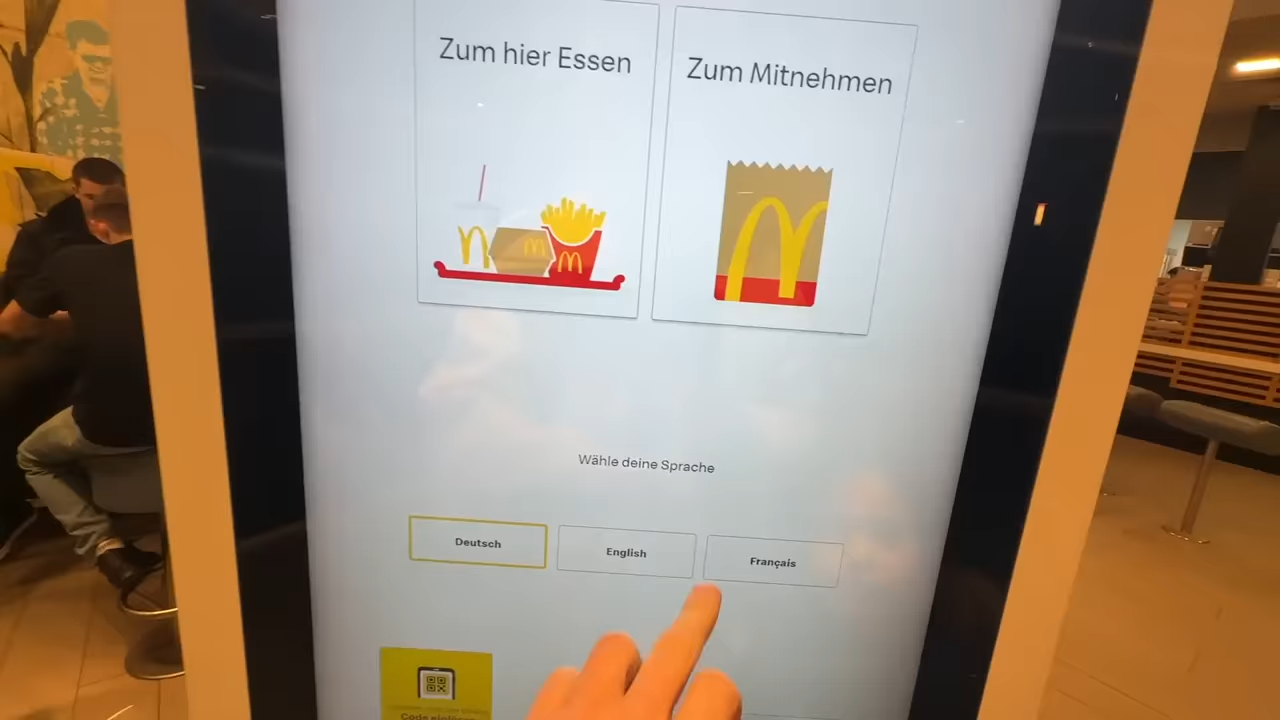 Zum hier Essen
Zum Mitnehmen
Wähle deine Sprache
Deutsch
English
Français